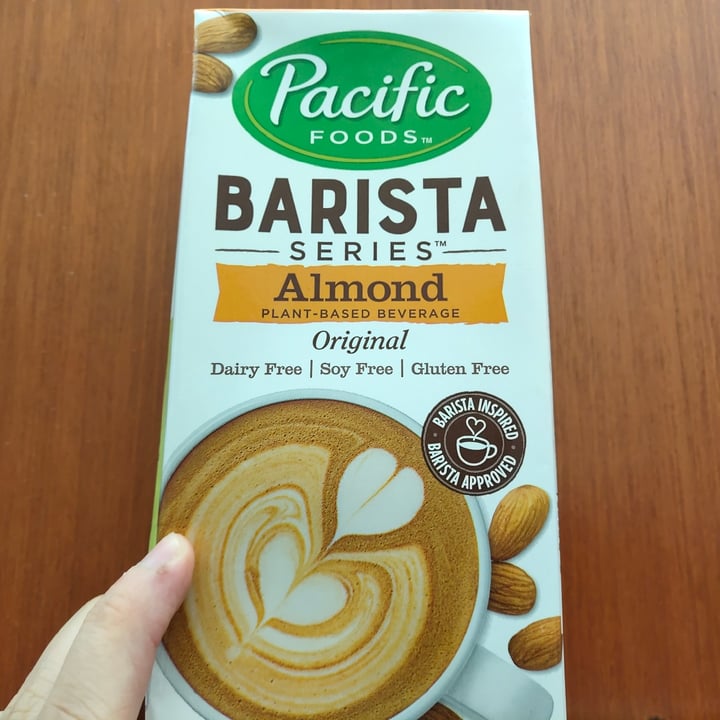 Pacific
FOODS™
BARISTA
SERIES™
Almond
PLANT-BASED BEVERAGE
Original
Dairy Free | Soy Free | Gluten Free
BARISTA INSPIRED
BARISTA APPROVED